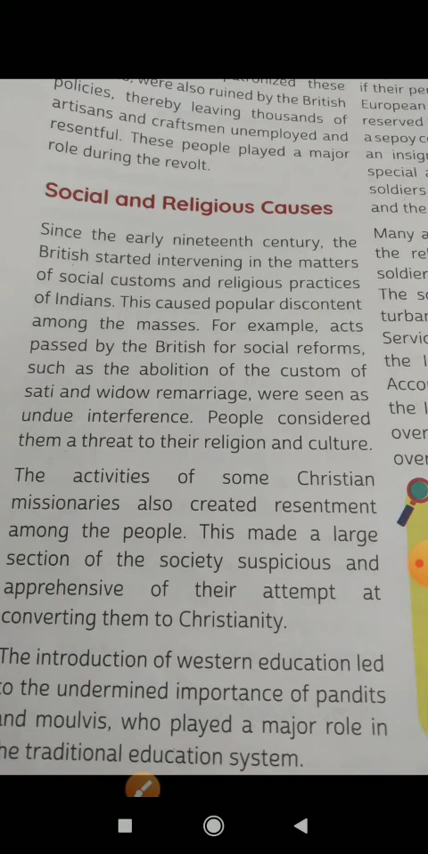 patronized these
were also ruined by the British
policies, thereby leaving thousands of
artisans and craftsmen unemployed and
resentful. These people played a major
role during the revolt.
Social and Religious Causes
Since the early nineteenth century, the
British started intervening in the matters
of social customs and religious practices
of Indians. This caused popular discontent
among the masses. For example, acts
passed by the British for social reforms,
such as the abolition of the custom of
sati and widow remarriage, were seen as
undue interference. People considered
them a threat to their religion and culture.
The activities of some Christian
missionaries also created resentment
among the people. This made a large
section of the society suspicious and
apprehensive of their attempt at
converting them to Christianity.
The introduction of western education led
to the undermined importance of pandits
and moulvis, who played a major role in
the traditional education system.
if their
European
reserved
a sepoy
an
special
soldiers
and the
Many
the
soldier
The
the
the
over
over